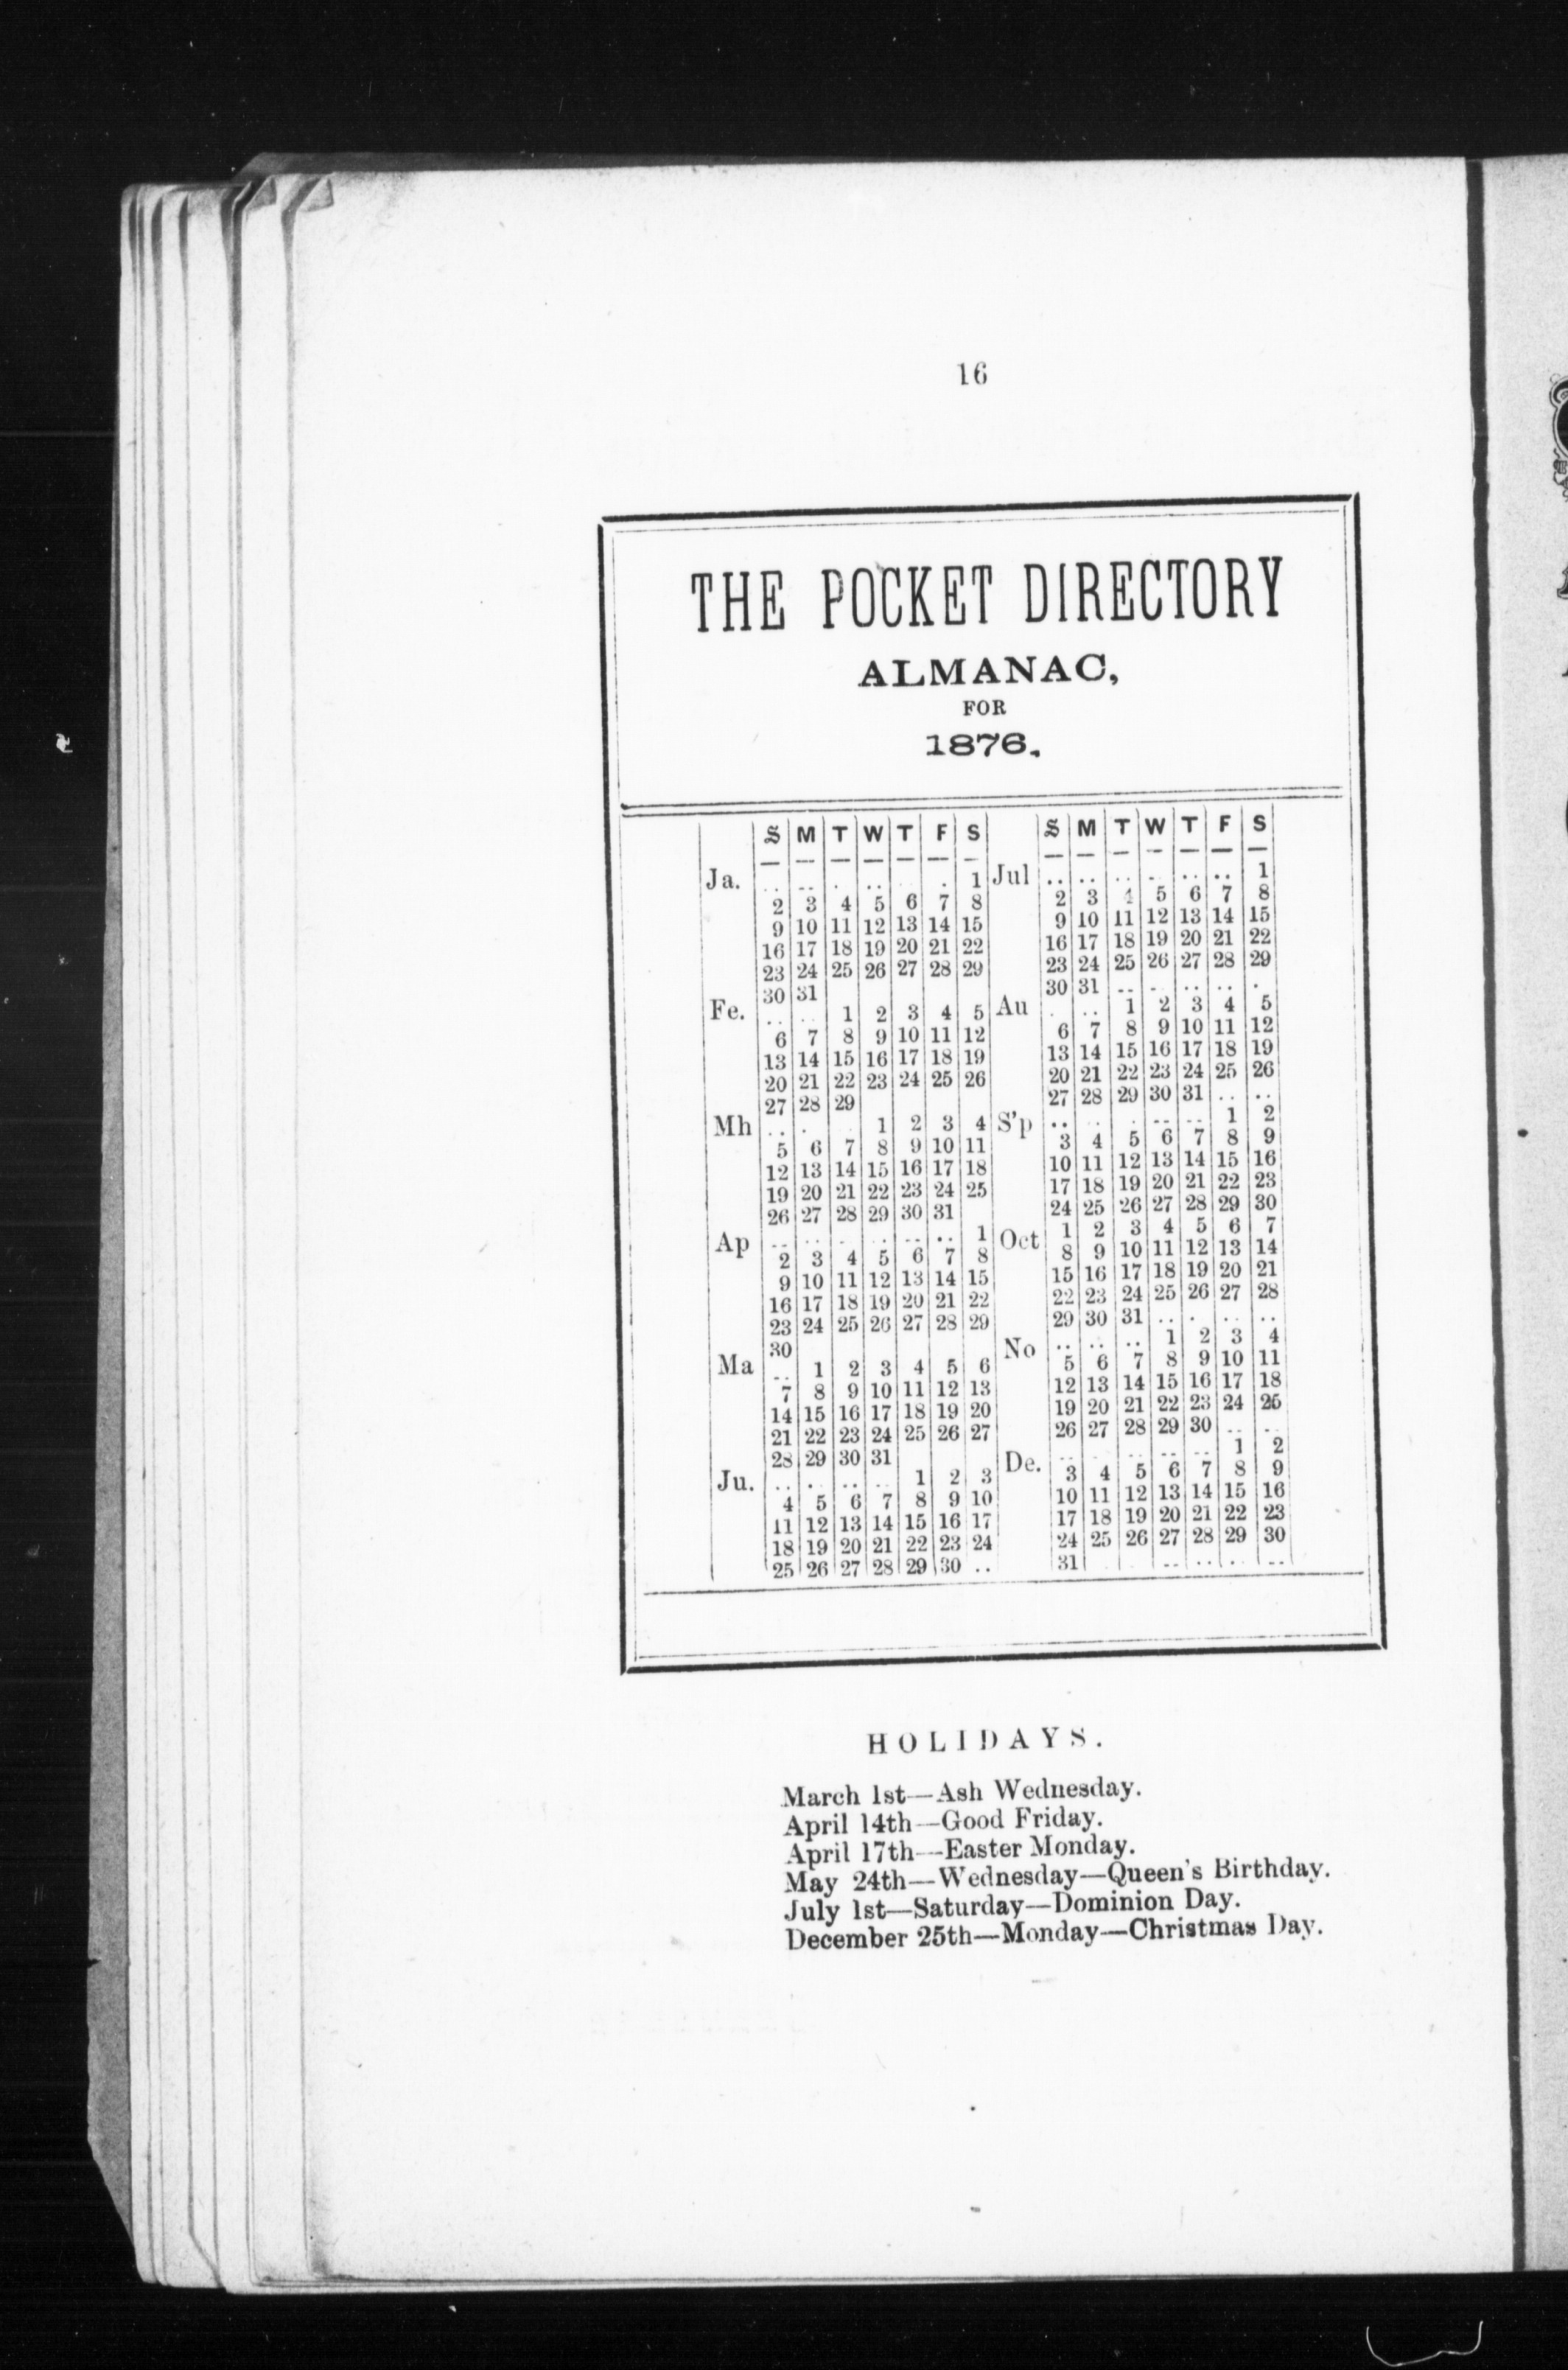 16
THE POCKET DIRECTORY
ALMANAC,
FOR
1876.
S M T W T F S S M T W T F S
Ja. .. .. . .. . 1 Jul .. .. .. .. .. .. 1
2 3 4 5 6 7 8 2 3 4 5 6 7 8
9 10 11 12 13 14 15 9 10 11 12 13 14 15
16 17 18 19 20 21 22 16 17 18 19 20 21 22
23 24 25 26 27 28 29 23 24 25 26 27 28 29
30 31 30 31 .. .. .. .. .
Fe. .. .. 1 2 3 4 5 Au . .. 1 2 3 4 5
6 7 8 9 10 11 12 6 7 8 9 10 11 12
13 14 15 16 17 18 19 13 14 15 16 17 18 19
20 21 22 23 24 25 26 20 21 22 23 24 25 26
27 28 29 27 28 29 30 31 .. ..
Mh .. . 1 2 3 4 S'p .. .. . .. .. 1 2
5 6 7 8 9 10 11 3 4 5 6 7 8 9
12 13 14 15 16 17 18 10 11 12 13 14 15 16
19 20 21 22 23 24 25 17 18 19 20 21 22 23
26 27 28 29 30 31 24 25 26 27 28 29 30
Ap .. .. . . .. .. 1 Oct 1 2 3 4 5 6 7
2 3 4 5 6 7 8 8 9 10 11 12 13 14
9 10 11 12 13 14 15 15 16 17 18 19 20 21
16 17 18 19 20 21 22 22 23 24 25 26 27 28
23 24 25 26 27 28 29 29 30 31 .. . .. ..
30 No .. .. .. 1 2 3 4
Ma .. 1 2 3 4 5 6 5 6 7 8 9 10 11
7 8 9 10 11 12 13 12 13 14 15 16 17 18
14 15 16 17 18 19 20 19 20 21 22 23 24 25
21 22 23 24 25 26 27 26 27 28 29 30 .. ..
28 29 30 31 De. .. . .. .. .. 1 2
Ju. .. . .. .. 1 2 3 3 4 5 6 7 8 9
4 5 6 7 8 9 10 10 11 12 13 14 15 16
11 12 13 14 15 16 17 17 18 19 20 21 22 23
18 19 20 21 22 23 24 24 25 26 27 28 29 30
25 26 27 28 29 30 .. 31 . . .. .. . ..
HOLIDAYS.
March 1st—Ash Wednesday.
April 14th—Good Friday.
April 17th—Easter Monday.
May 24th—Wednesday—Queen's Birthday.
July 1st—Saturday—Dominion Day.
December 25th—Monday—Christmas Day.